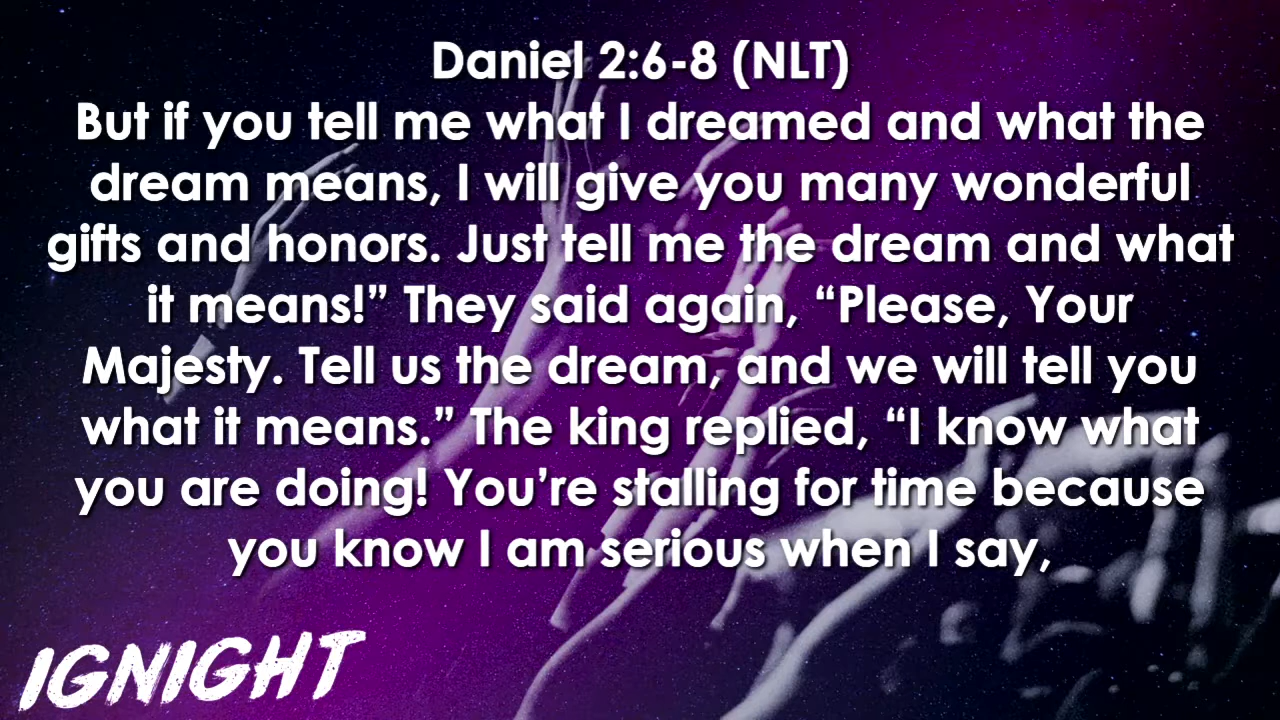 Daniel 2:6-8 (NLT)
But if you tell me what I dreamed and what the
dream means, I will give you many wonderful
gifts and honors. Just tell me the dream and what
it means!” They said again, “Please, Your
Majesty. Tell us the dream, and we will tell you
what it means.” The king replied, “I know what
you are doing! You’re stalling for time because
you know I am serious when I say,
IGNIGHT